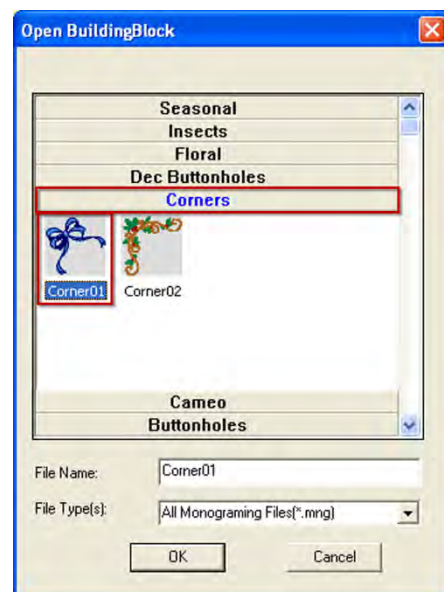 Open BuildingBlock
Seasonal
Insects
Floral
Dec Buttonholes
Corners
Corner01 Corner02
Cameo
Buttonholes
File Name: Corner01
File Type(s): All Monograming Files(*.mng)
OK Cancel